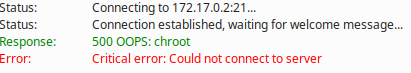 Status: Connecting to 172.17.0.2:21...
Status: Connection established, waiting for welcome message...
Response: 500 OOPS: chroot
Error: Critical error: Could not connect to server